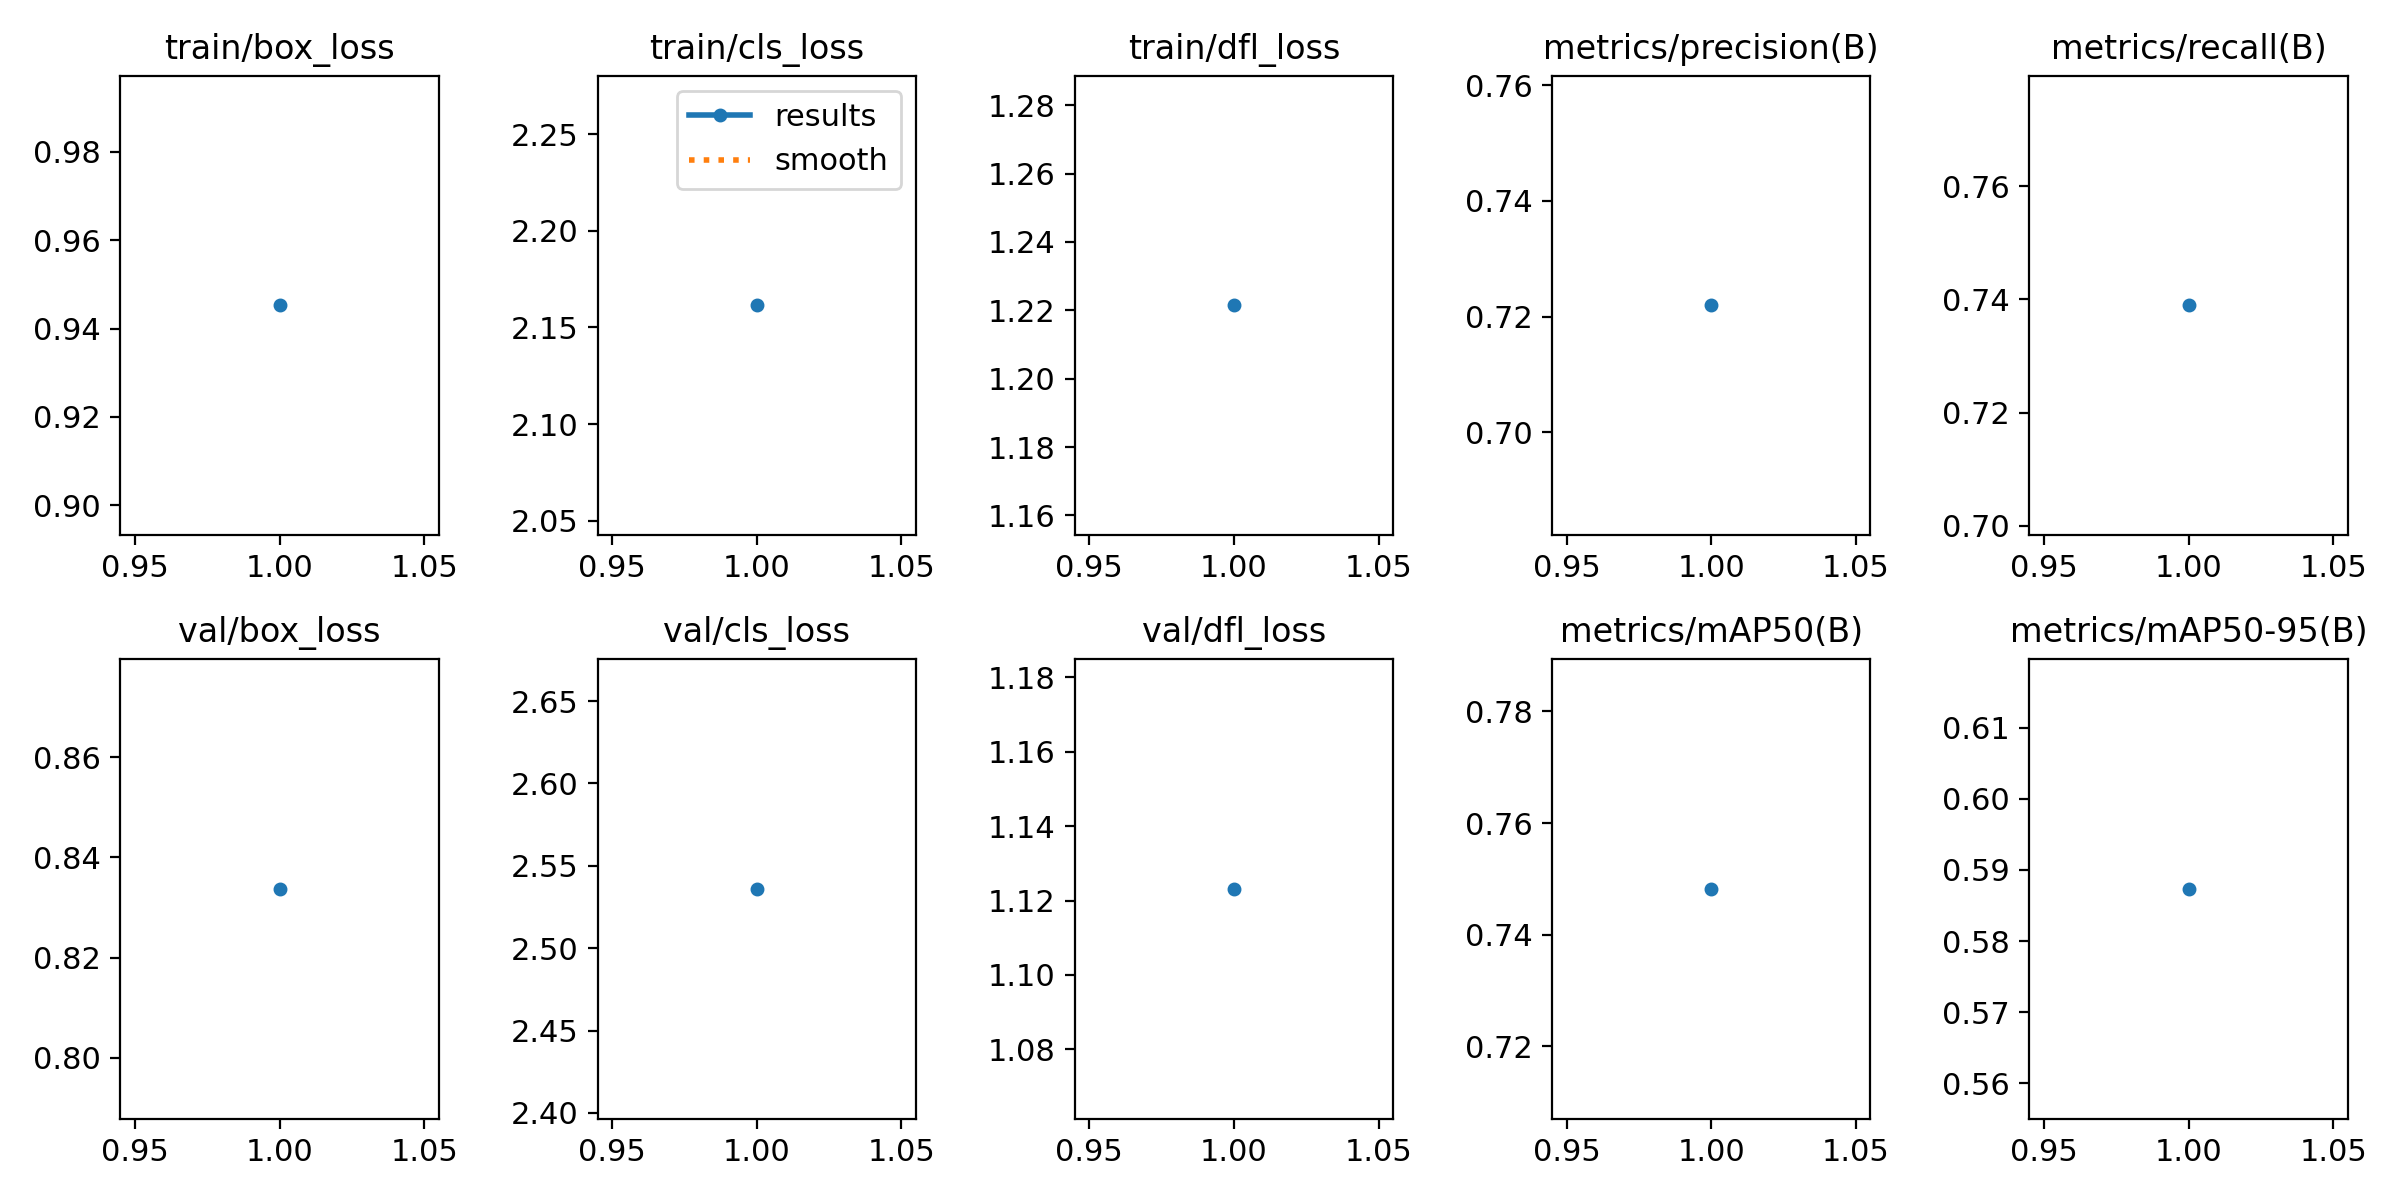 train/box_loss
train/cls_loss
train/dfl_loss
metrics/precision(B)
metrics/recall(B)
0.98
0.96
0.94
0.92
0.90
0.95 1.00 1.05
results
smooth
2.25
2.20
2.15
2.10
2.05
0.95 1.00 1.05
1.28
1.26
1.24
1.22
1.20
1.18
1.16
0.95 1.00 1.05
0.76
0.74
0.72
0.70
0.95 1.00 1.05
0.76
0.74
0.72
0.70
0.95 1.00 1.05
val/box_loss
val/cls_loss
val/dfl_loss
metrics/mAP50(B)
metrics/mAP50-95(B)
0.86
0.84
0.82
0.80
0.95 1.00 1.05
2.65
2.60
2.55
2.50
2.45
2.40
0.95 1.00 1.05
1.18
1.16
1.14
1.12
1.10
1.08
0.95 1.00 1.05
0.78
0.76
0.74
0.72
0.95 1.00 1.05
0.61
0.60
0.59
0.58
0.57
0.56
0.95 1.00 1.05